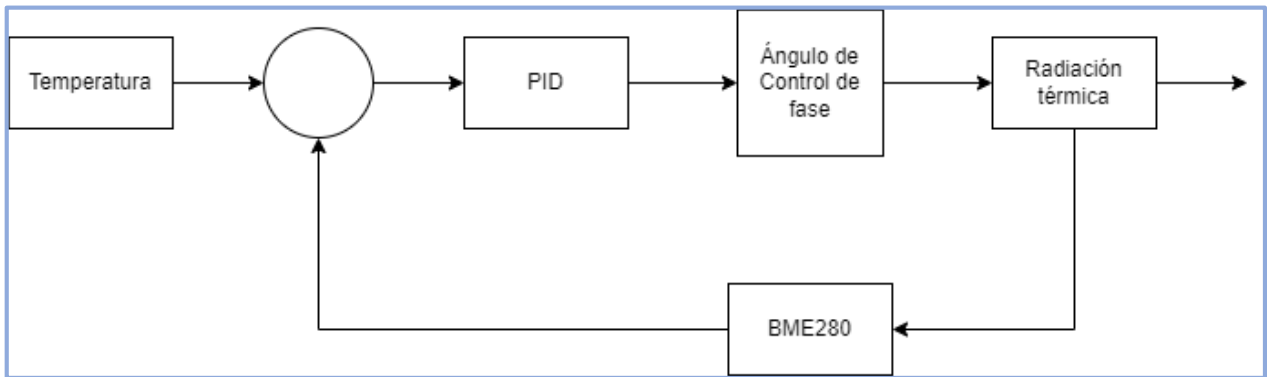 Temperatura
PID
Ángulo de
Control de
fase
Radiación
térmica
BME280